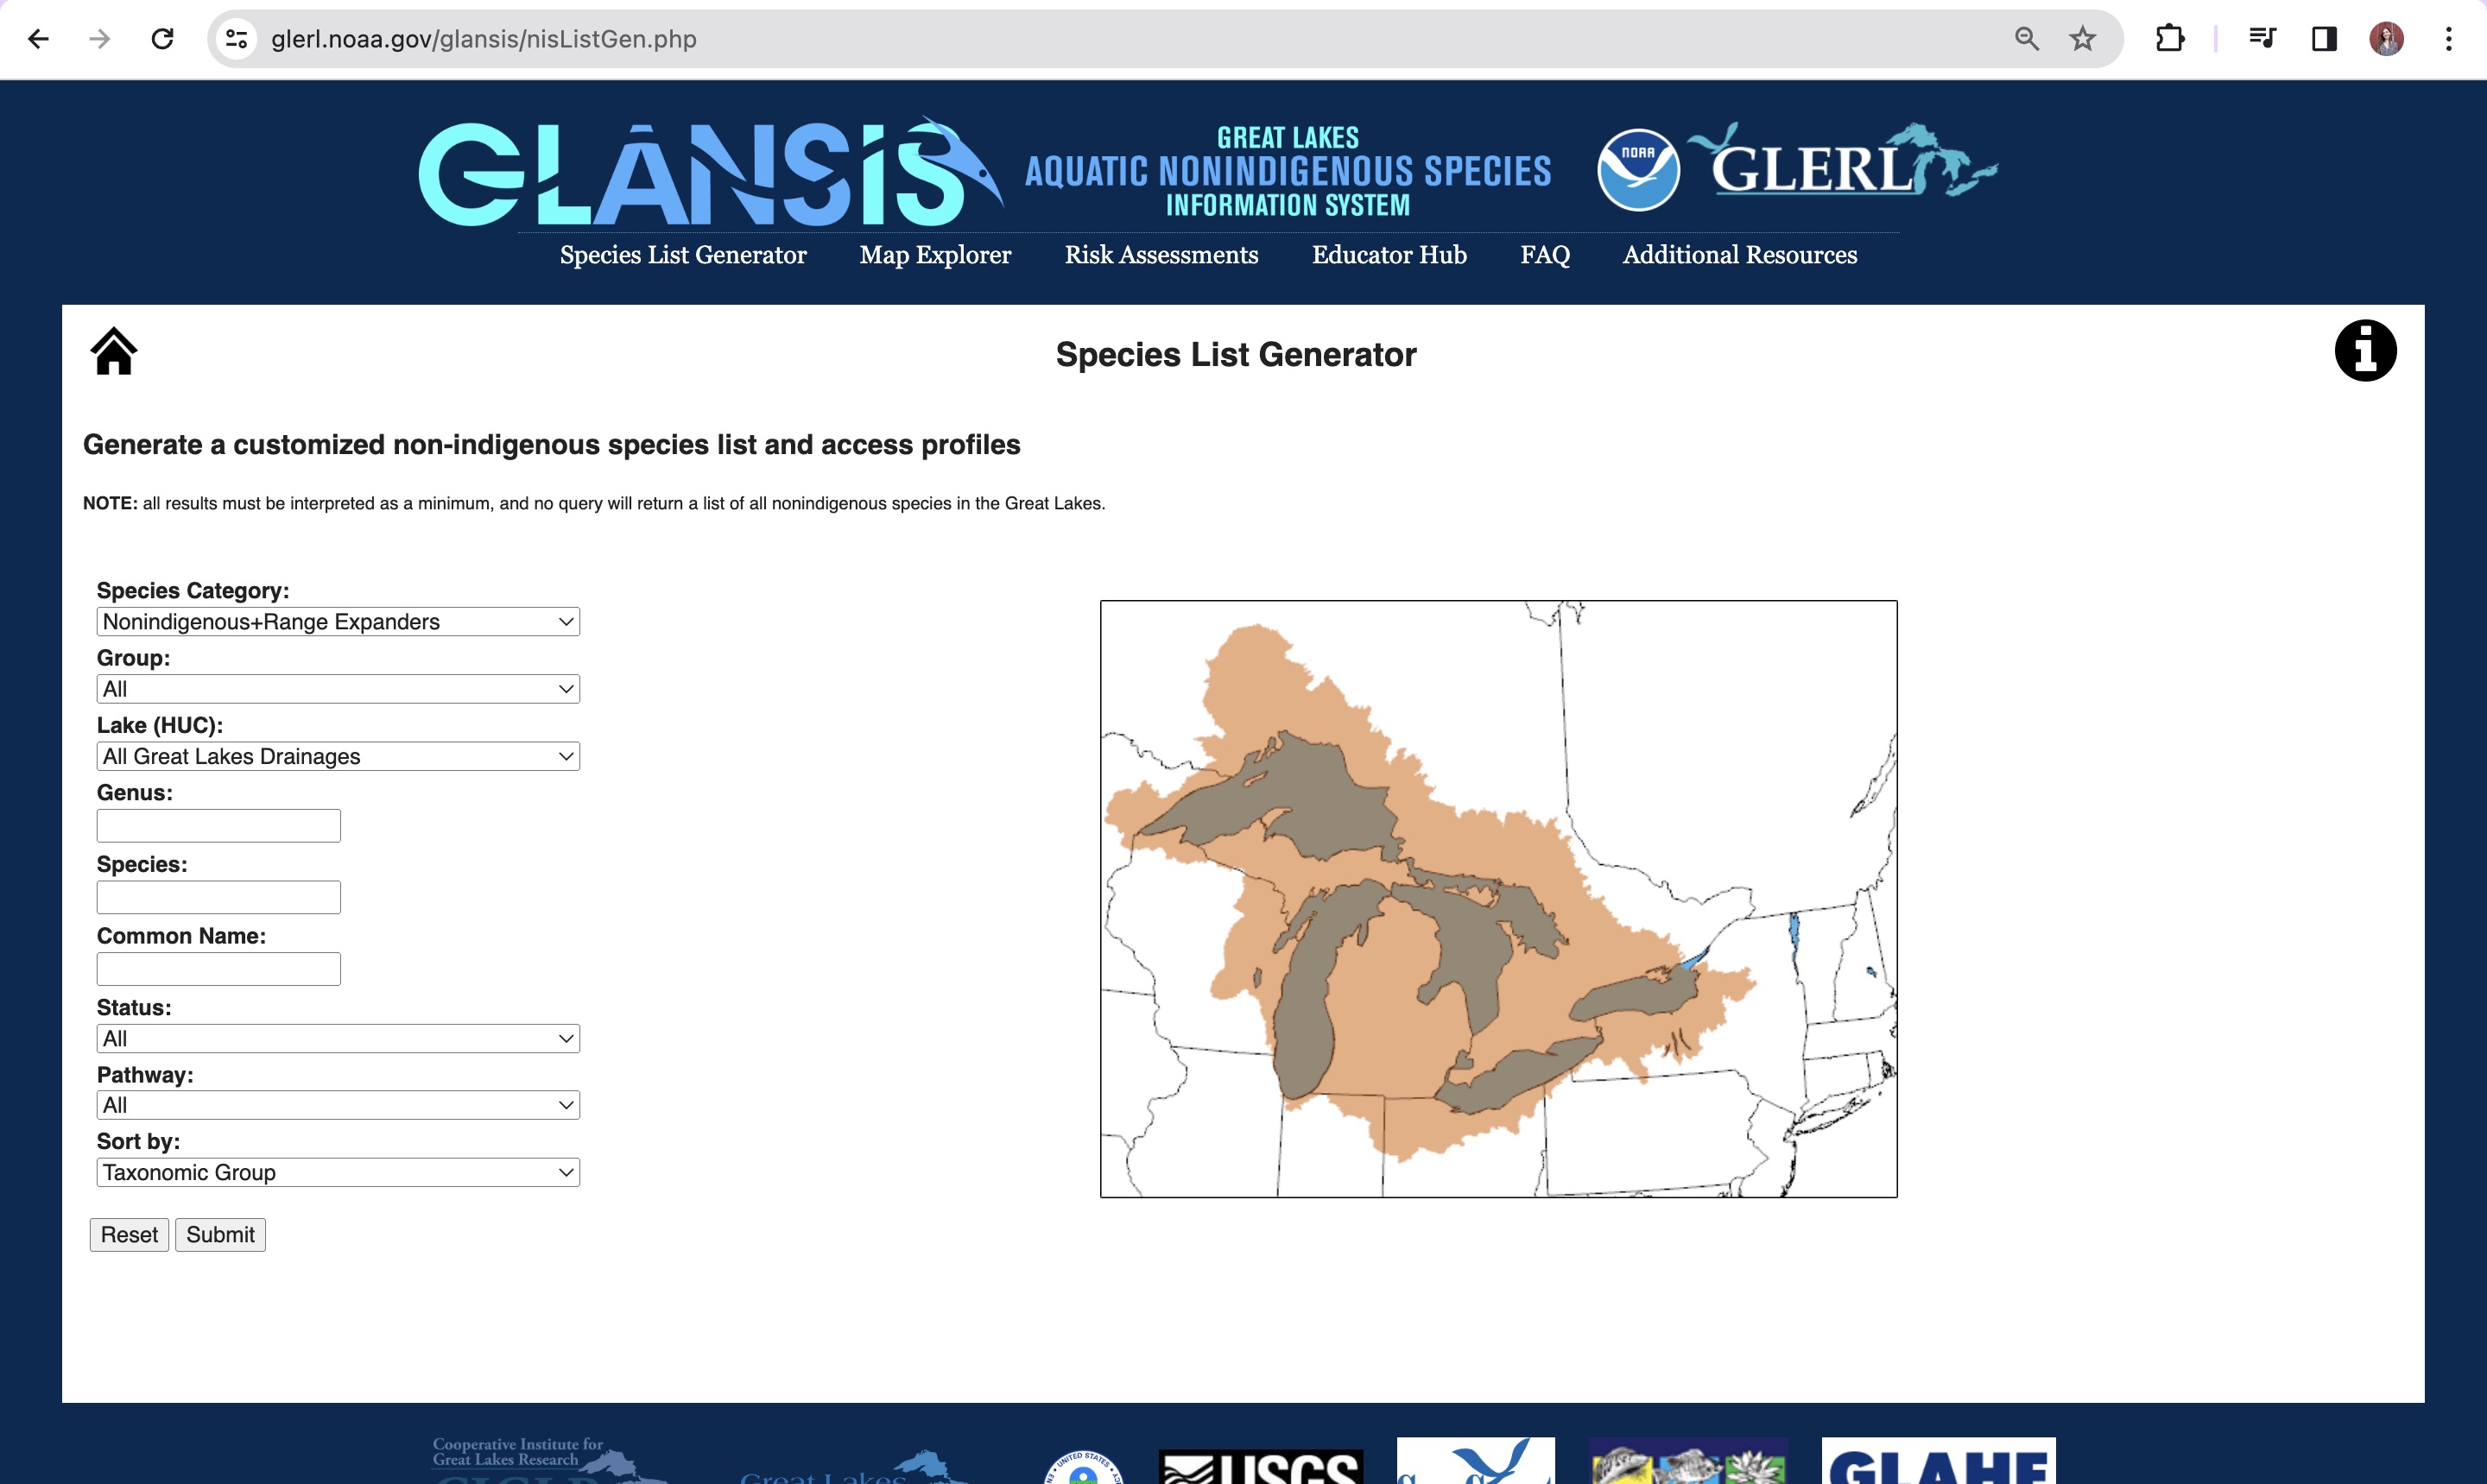 glerl.noaa.gov/glansis/nisListGen.php
GLANSIS
GREAT LAKES
AQUATIC NONINDIGENOUS SPECIES
INFORMATION SYSTEM
NOAA
GLERL
Species List Generator
Map Explorer
Risk Assessments
Educator Hub
FAQ
Additional Resources
Species List Generator
Generate a customized non-indigenous species list and access profiles
NOTE: all results must be interpreted as a minimum, and no query will return a list of all nonindigenous species in the Great Lakes.
Species Category:
Nonindigenous+Range Expanders
Group:
All
Lake (HUC):
All Great Lakes Drainages
Genus:
Species:
Common Name:
Status:
All
Pathway:
All
Sort by:
Taxonomic Group
Reset
Submit
Cooperative Institute for
Great Lakes Research
Great Lakes
UNITED STATES
USGS